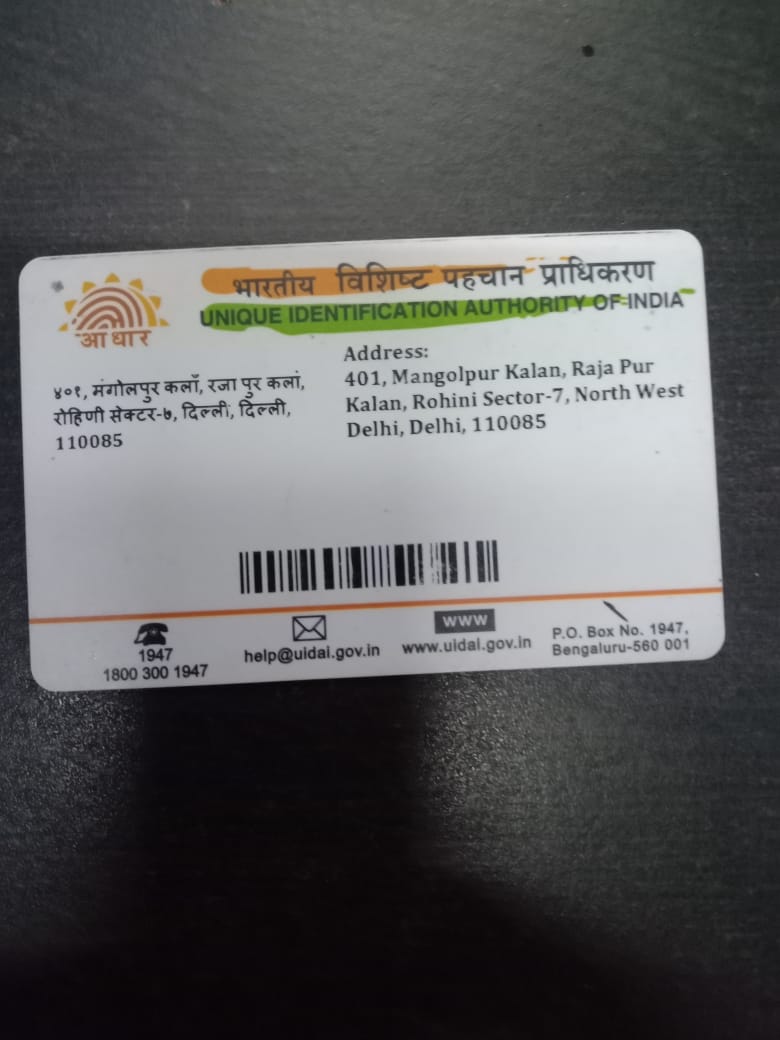 भारतीय विशिष्ट पहचान प्राधिकरण
UNIQUE IDENTIFICATION AUTHORITY OF INDIA
आधार
४०१, मंगोलपुर कलाँ, रजा पुर कलां,
रोहिणी सेक्टर-७, दिल्ली, दिल्ली,
110085
Address:
401, Mangolpur Kalan, Raja Pur
Kalan, Rohini Sector-7, North West
Delhi, Delhi, 110085
1947
1800 300 1947
help@uidai.gov.in
WWW
www.uidai.gov.in
P.O. Box No. 1947,
Bengaluru-560 001